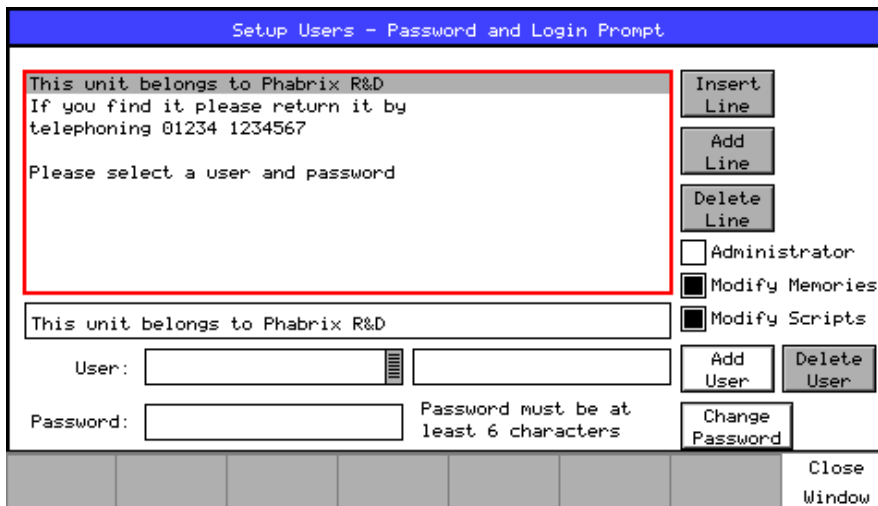 Setup Users - Password and Login Prompt
This unit belongs to Phabrix R&D
If you find it please return it by
telephoning 01234 1234567
Please select a user and password
Insert
Line
Add
Line
Delete
Line
Administrator
Modify Memories
Modify Scripts
This unit belongs to Phabrix R&D
User:
Add
User
Delete
User
Password:
Password must be at
least 6 characters
Change
Password
Close
Window